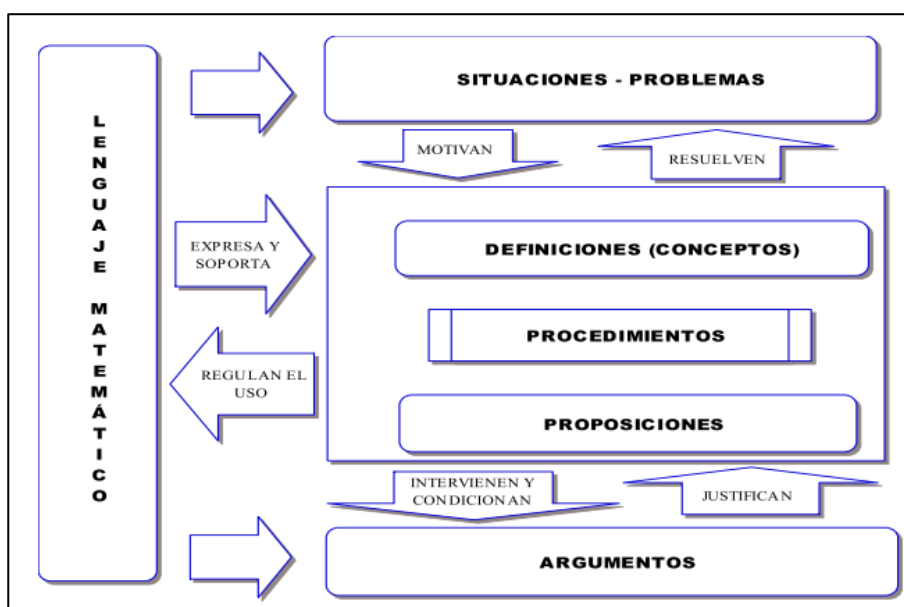 LENGUAJE MATEMÁTICO
SITUACIONES - PROBLEMAS
MOTIVAN
RESUELVEN
EXPRESA Y
SOPORTA
DEFINICIONES (CONCEPTOS)
PROCEDIMIENTOS
REGULAN EL
USO
PROPOSICIONES
INTERVIENEN Y
CONDICIONAN
JUSTIFICAN
ARGUMENTOS